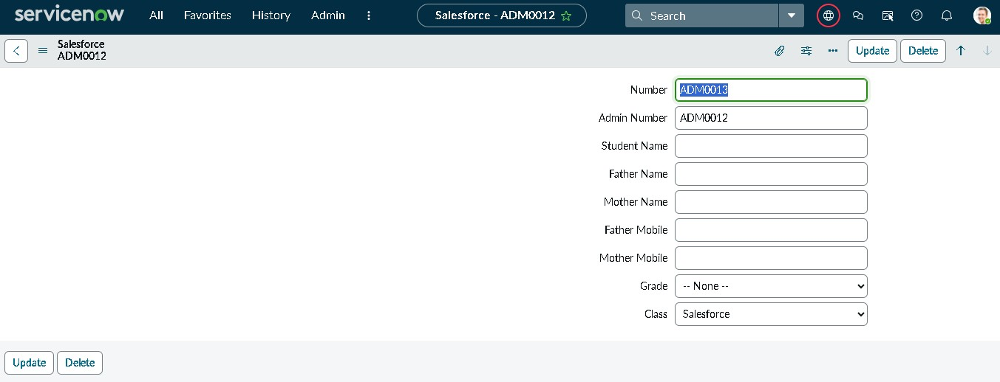 servicenow All Favorites History Admin Salesforce - ADM0012 Search
Salesforce
ADM0012
Update Delete
Number ADM0013
Admin Number ADM0012
Student Name
Father Name
Mother Name
Father Mobile
Mother Mobile
Grade -- None --
Class Salesforce
Update Delete